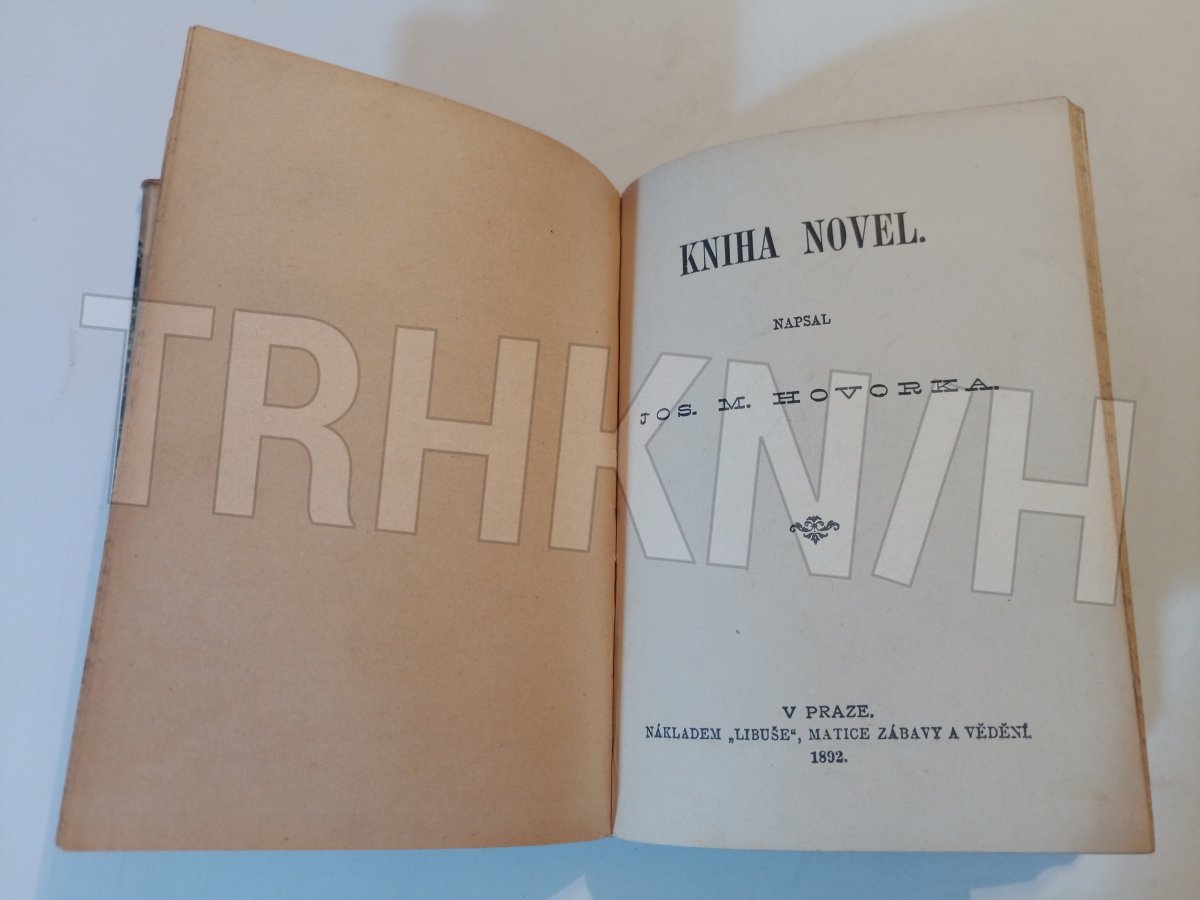 KNIHA NOVEL.
NAPSAL
JOS. M. HOVORKA.
V PRAZE.
NÁKLADEM „LIBUŠE“, MATICE ZÁBAVY A VĚDĚNÍ.
1892.
TRHKNIH